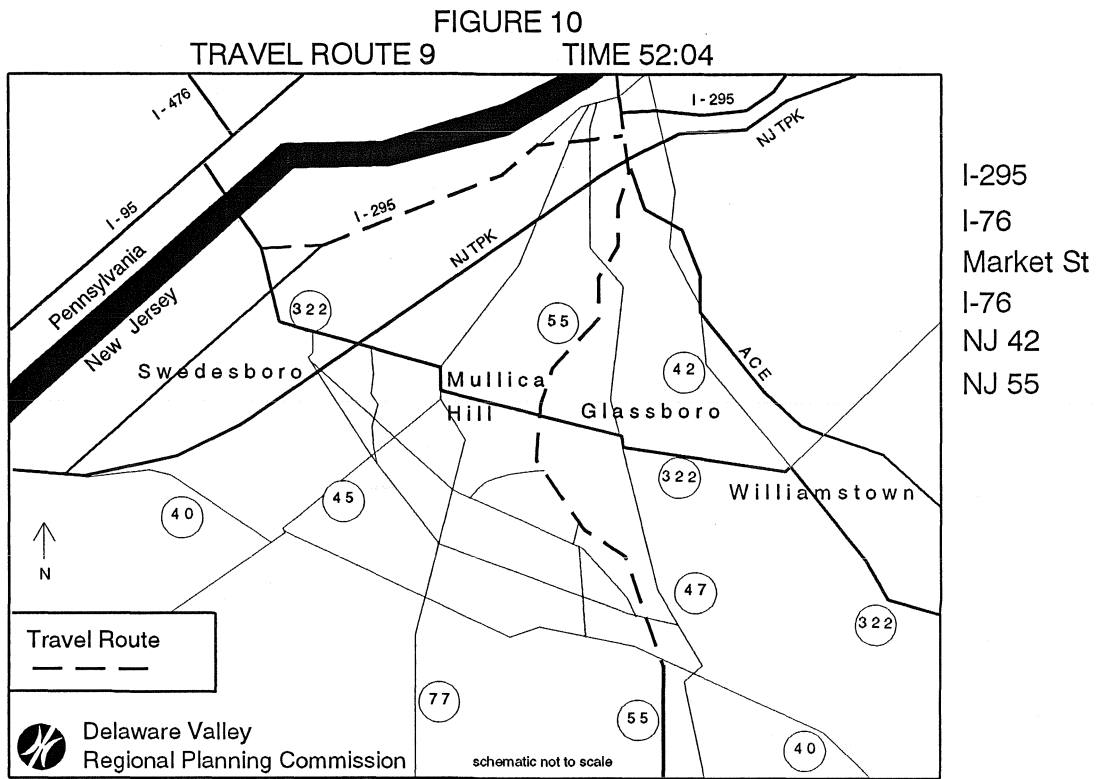 FIGURE 10
TRAVEL ROUTE 9 TIME 52:04
I-476
I-295
NJ TPK
I-95
I-295
NJ TPK
Pennsylvania
New Jersey
322
55
42
ACE
Swedesboro
Mullica
Hill
Glassboro
322
Williamstown
40
45
N
47
322
Travel Route
77
55
40
Delaware Valley
Regional Planning Commission
schematic not to scale
I-295
I-76
Market St
I-76
NJ 42
NJ 55